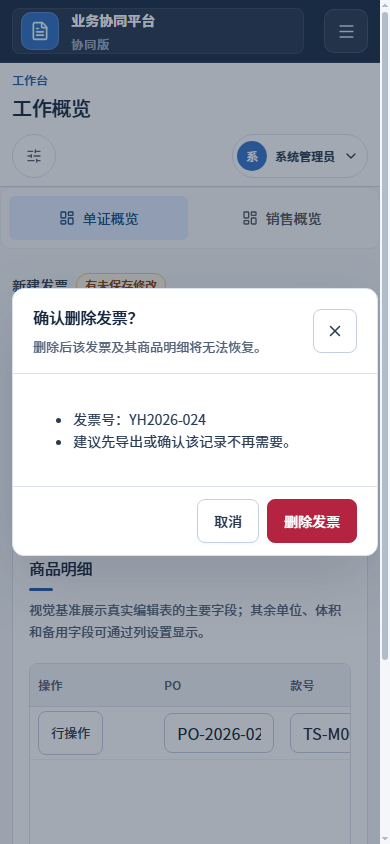 业务协同平台
协同版
工作台
工作概览
系
系统管理员
单证概览
销售概览
新建发票
有未保存修改
确认删除发票？
删除后该发票及其商品明细将无法恢复。
发票号：YH2026-024
建议先导出或确认该记录不再需要。
取消
删除发票
商品明细
视觉基准展示真实编辑表的主要字段；其余单位、体积
和备用字段可通过列设置显示。
操作
PO
款号
行操作
PO-2026-02
TS-M0